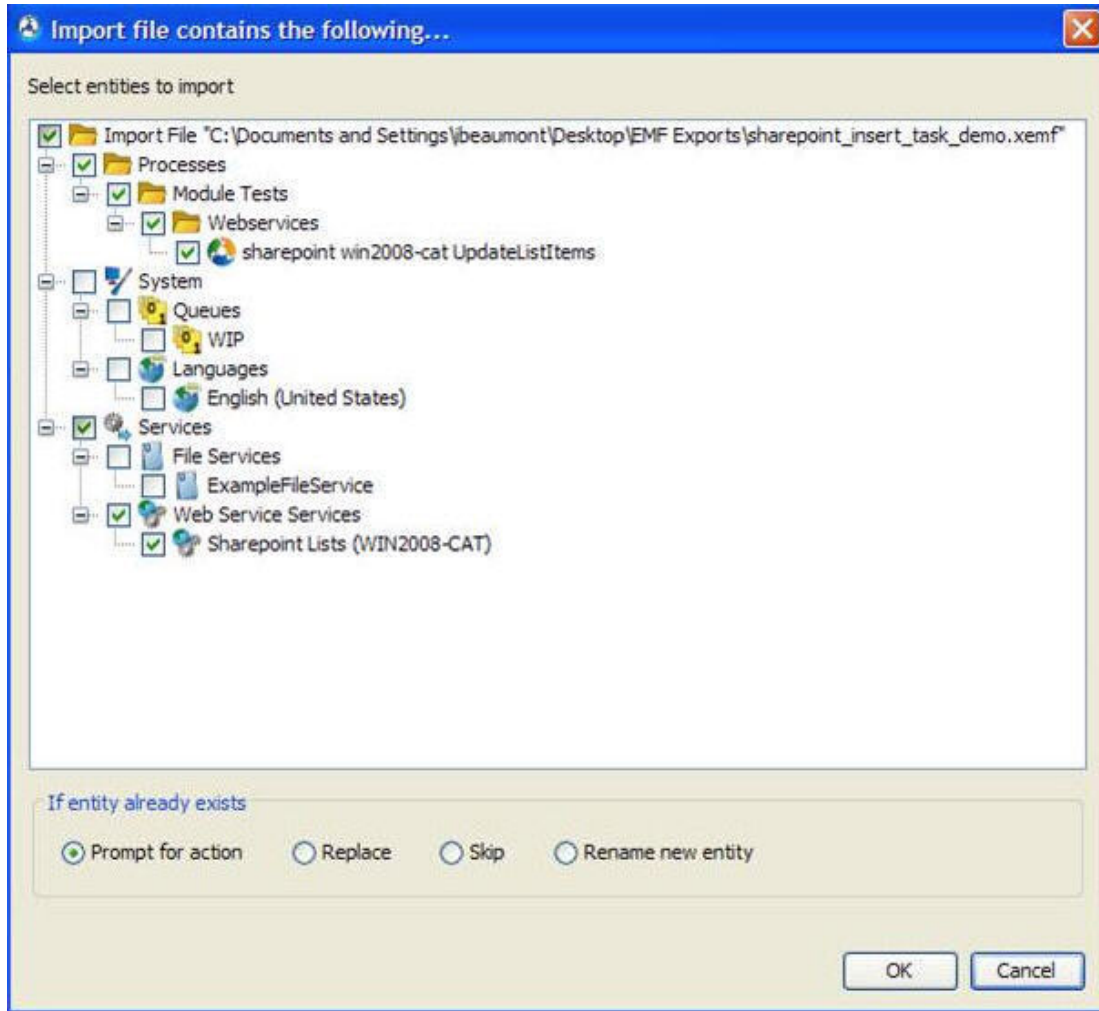 Import file contains the following...
Select entities to import
Import File "C:\Documents and Settings\ibeaumont\Desktop\EMF Exports\sharepoint_insert_task_demo.xemf"
Processes
Module Tests
Webservices
sharepoint win2008-cat UpdateListItems
System
Queues
WIP
Languages
English (United States)
Services
File Services
ExampleFileService
Web Service Services
Sharepoint Lists (WIN2008-CAT)
If entity already exists
Prompt for action Replace Skip Rename new entity
OK Cancel